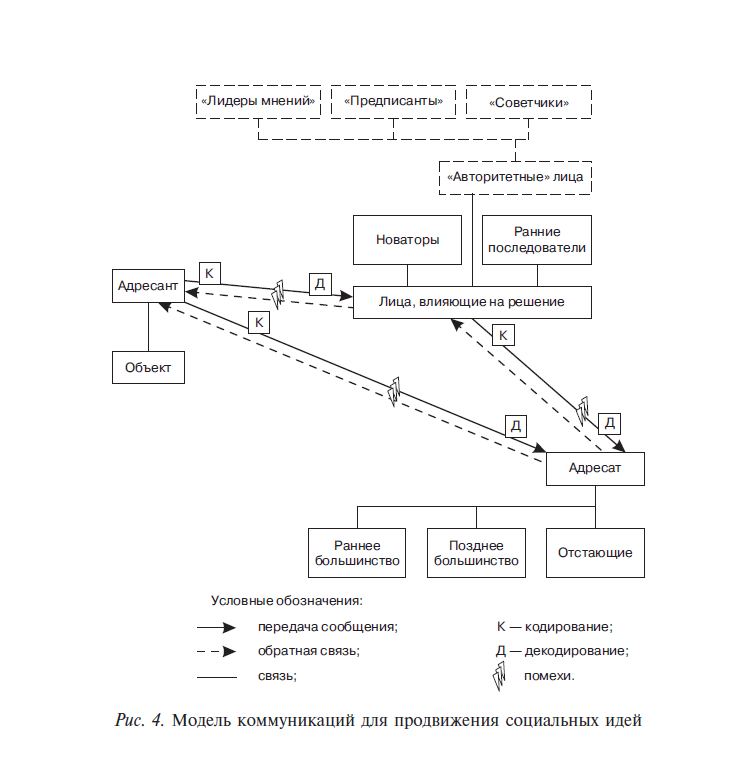 «Лидеры мнений»
«Предписанты»
«Советчики»
«Авторитетные» лица
Новаторы
Ранние
последователи
Адресант
К
Д
Лица, влияющие на решение
К
К
Объект
Д
Д
Адресат
Раннее
большинство
Позднее
большинство
Отстающие
Условные обозначения:
передача сообщения;
К — кодирование;
обратная связь;
Д — декодирование;
связь;
помехи.
Рис. 4. Модель коммуникаций для продвижения социальных идей